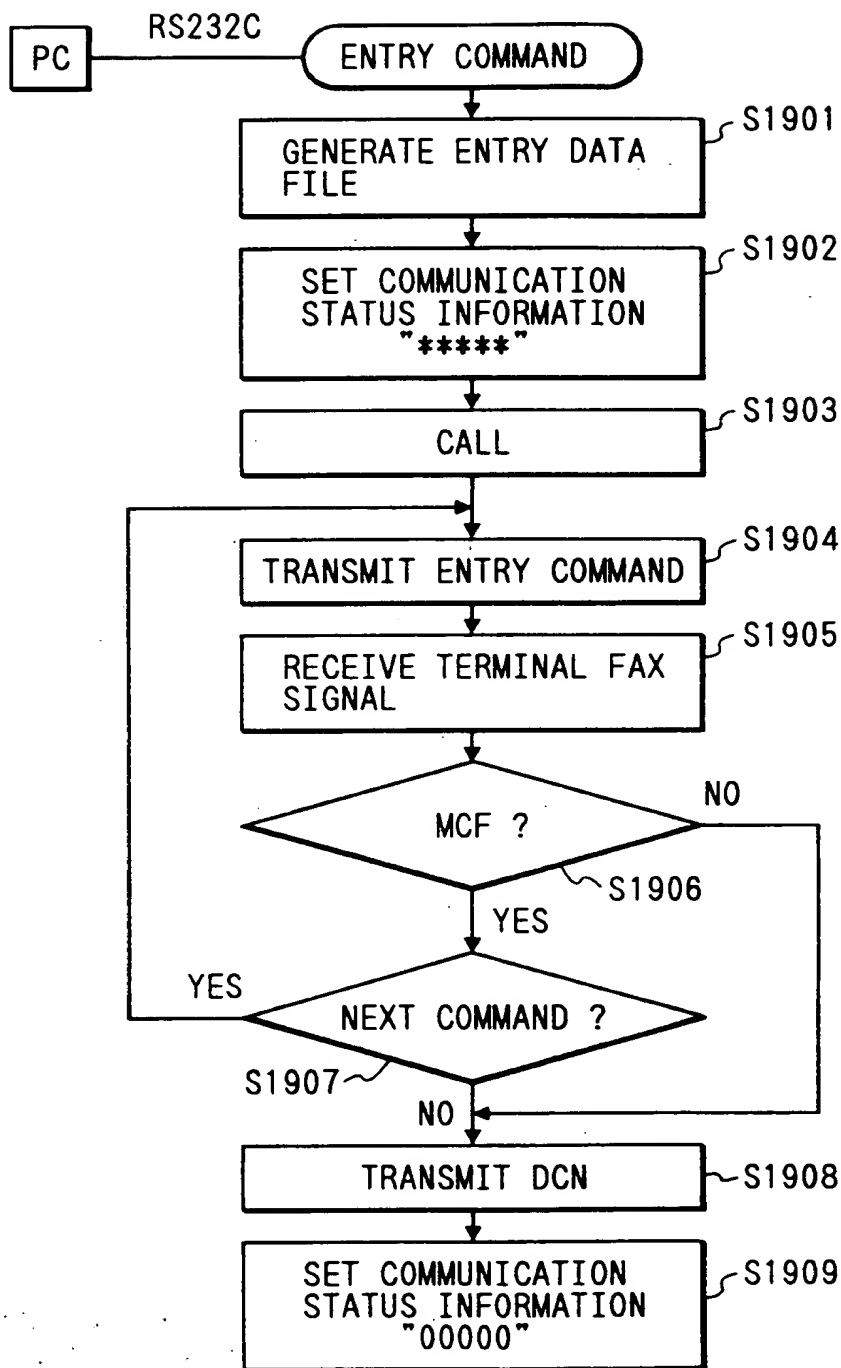 RS232C
PC
ENTRY COMMAND
S1901
GENERATE ENTRY DATA
FILE
S1902
SET COMMUNICATION
STATUS INFORMATION
"*****"
S1903
CALL
S1904
TRANSMIT ENTRY COMMAND
S1905
RECEIVE TERMINAL FAX
SIGNAL
MCF ?
NO
S1906
YES
YES
NEXT COMMAND ?
S1907
NO
TRANSMIT DCN
S1908
SET COMMUNICATION
STATUS INFORMATION
"00000"
S1909